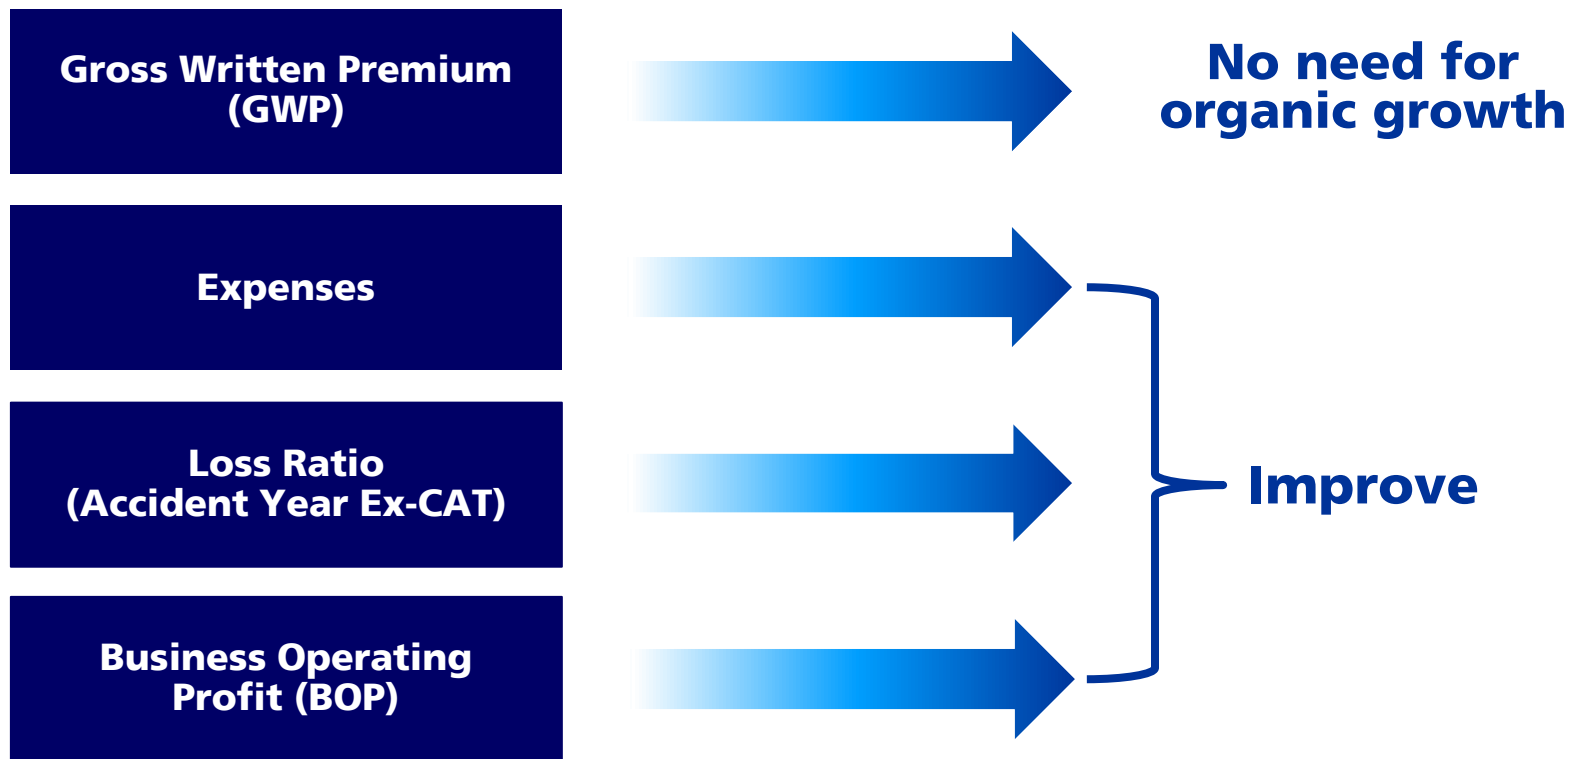 Gross Written Premium
(GWP)
No need for
organic growth
Expenses
Loss Ratio
(Accident Year Ex-CAT)
Improve
Business Operating
Profit (BOP)